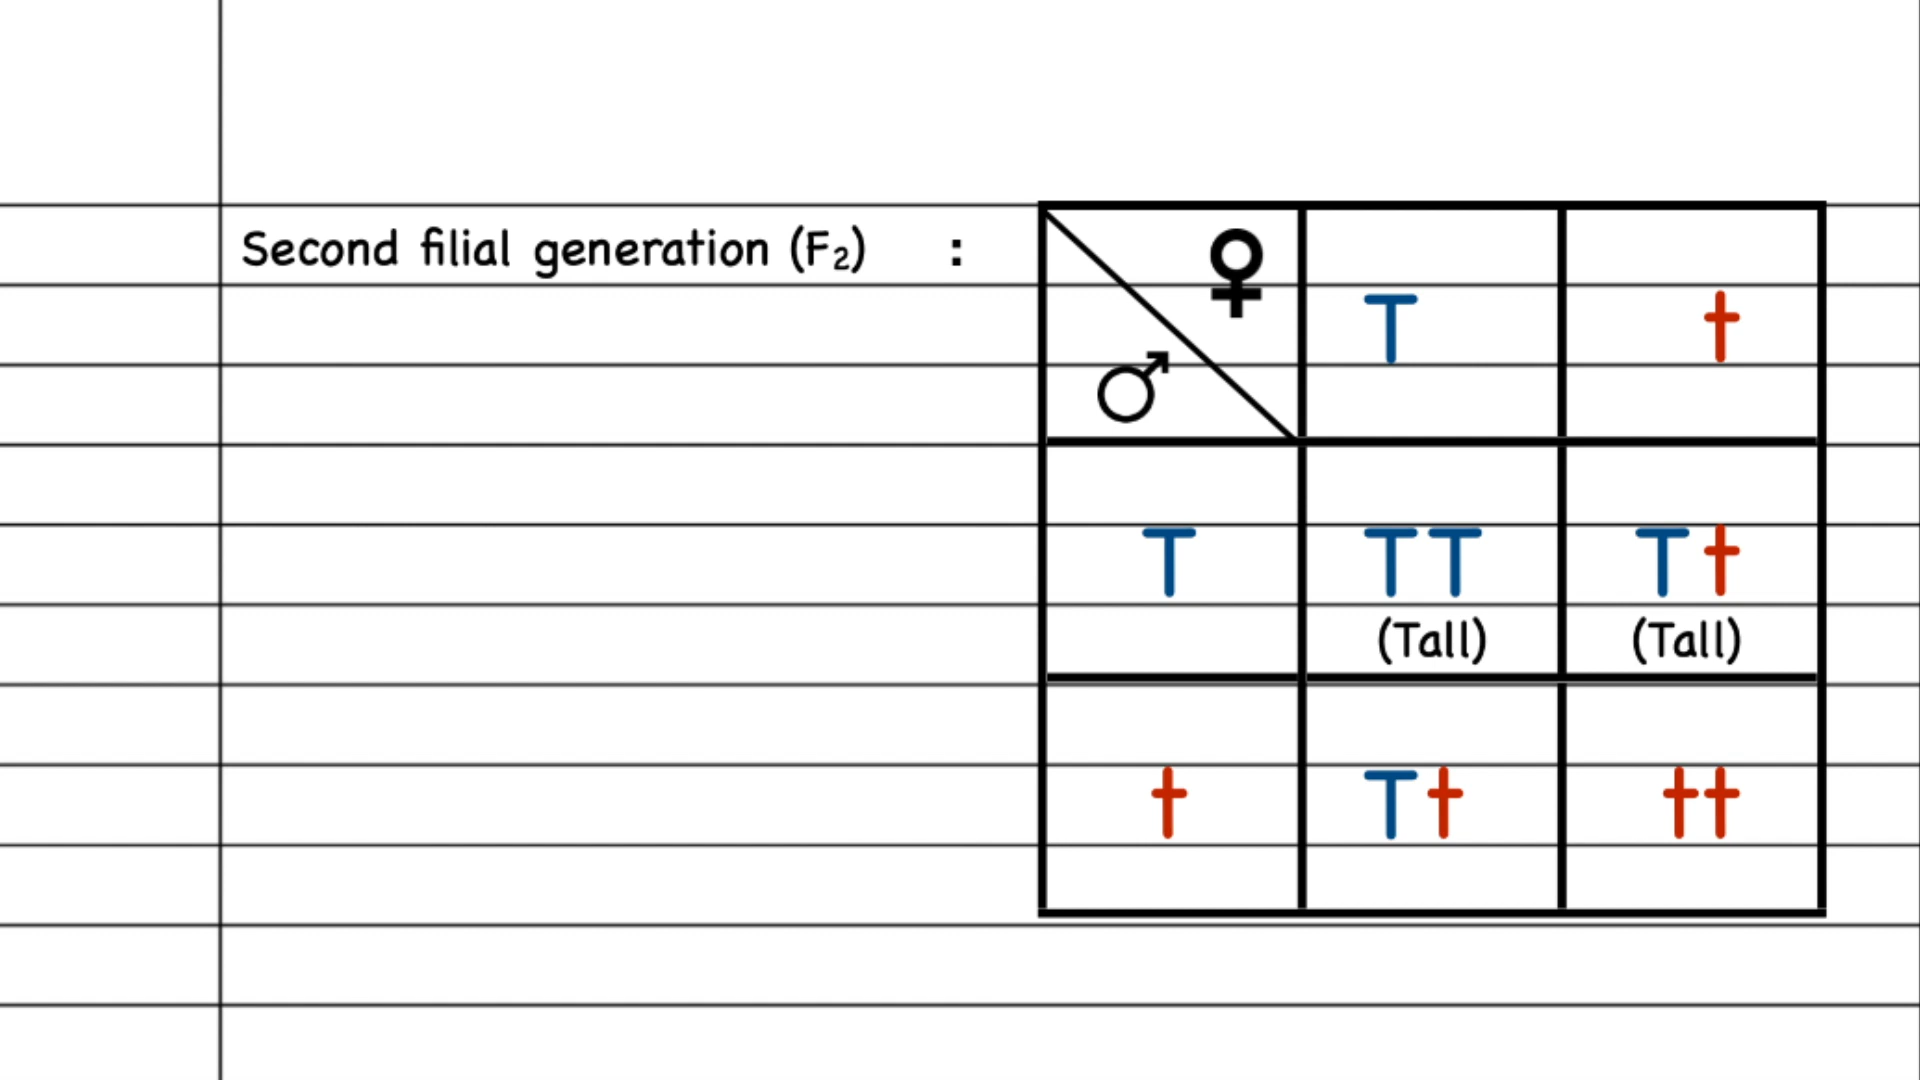 Second filial generation (F₂) :
♀
♂
T t
T TT Tt
(Tall) (Tall)
t Tt tt